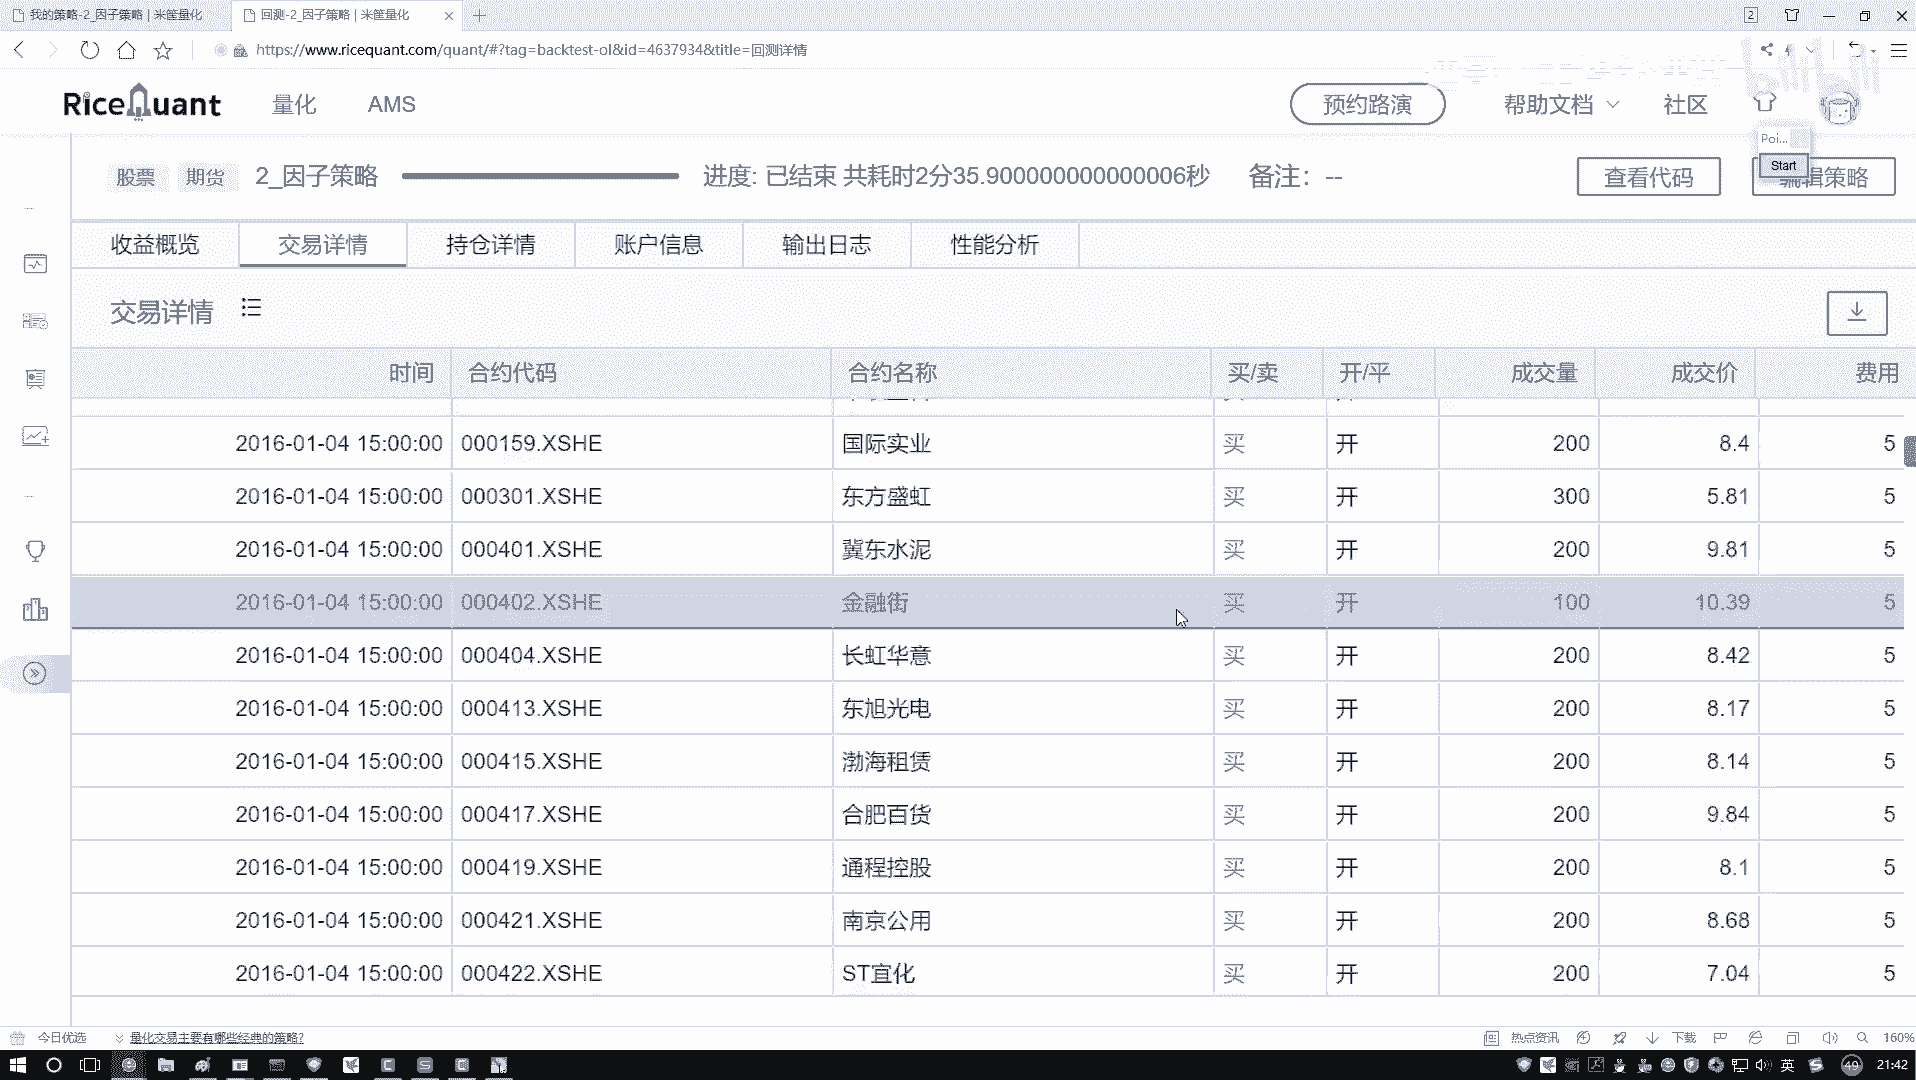 我的策略-2_因子策略 | 米筐量化
回测-2_因子策略 | 米筐量化
2
https://www.ricequant.com/quant/#?tag=backtest-ol&id=4637934&title=回测详情
RiceQuant 量化 AMS 预约路演 帮助文档 社区
Poi...
Start
股票 期货 2_因子策略 进度: 已结束 共耗时2分35.900000000000006秒 备注: -- 查看代码 编辑策略
收益概览 交易详情 持仓详情 账户信息 输出日志 性能分析
交易详情
时间 合约代码 合约名称 买/卖 开/平 成交量 成交价 费用
2016-01-04 15:00:00 000159.XSHE 国际实业 买 开 200 8.4 5
2016-01-04 15:00:00 000301.XSHE 东方盛虹 买 开 300 5.81 5
2016-01-04 15:00:00 000401.XSHE 冀东水泥 买 开 200 9.81 5
2016-01-04 15:00:00 000402.XSHE 金融街 买 开 100 10.39 5
2016-01-04 15:00:00 000404.XSHE 长虹华意 买 开 200 8.42 5
2016-01-04 15:00:00 000413.XSHE 东旭光电 买 开 200 8.17 5
2016-01-04 15:00:00 000415.XSHE 渤海租赁 买 开 200 8.14 5
2016-01-04 15:00:00 000417.XSHE 合肥百货 买 开 200 9.84 5
2016-01-04 15:00:00 000419.XSHE 通程控股 买 开 200 8.1 5
2016-01-04 15:00:00 000421.XSHE 南京公用 买 开 200 8.68 5
2016-01-04 15:00:00 000422.XSHE ST宜化 买 开 200 7.04 5
今日优选 量化交易主要有哪些经典的策略? 热点资讯 下载 160%
英 49 21:42